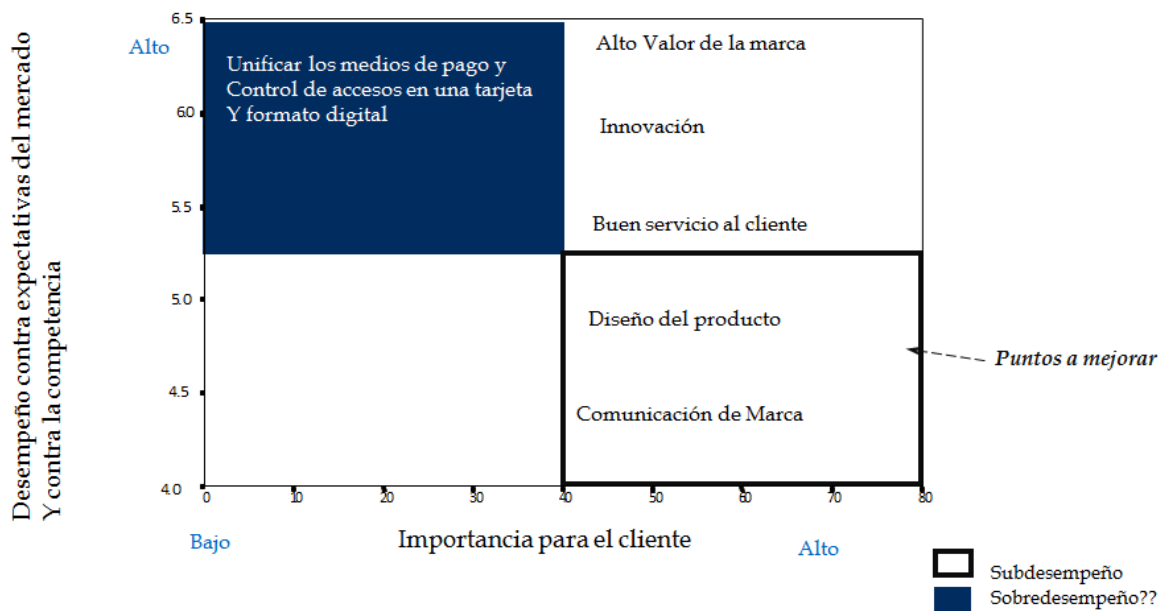 Desempeño contra expectativas del mercado
Y contra la competencia
Alto
6.5
6.0
5.5
5.0
4.5
4.0
Unificar los medios de pago y
Control de accesos en una tarjeta
Y formato digital
Alto Valor de la marca
Innovación
Buen servicio al cliente
Diseño del producto
Comunicación de Marca
Puntos a mejorar
0
10
20
30
40
50
60
70
80
Bajo
Importancia para el cliente
Alto
Subdesempeño
Sobredesempeño??